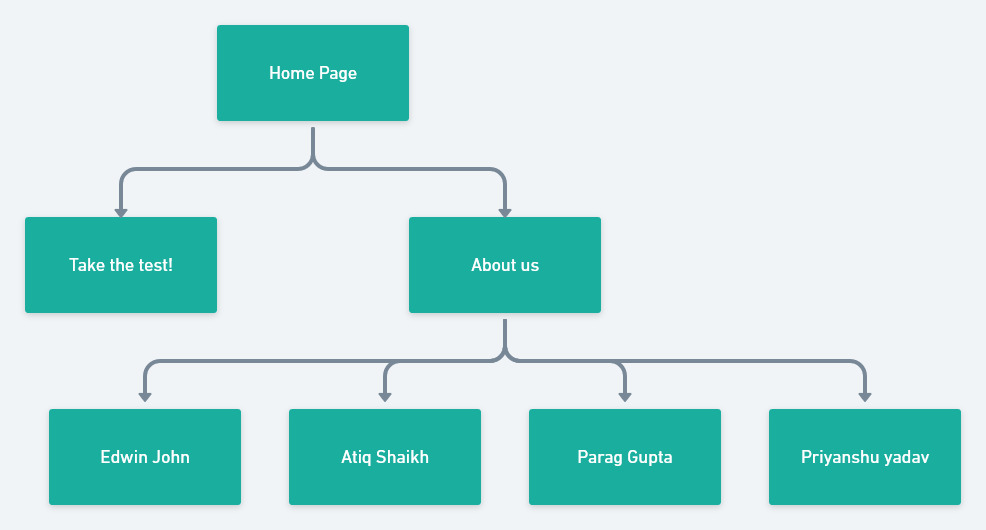 Home Page
Take the test!
About us
Edwin John
Atiq Shaikh
Parag Gupta
Priyanshu yadav